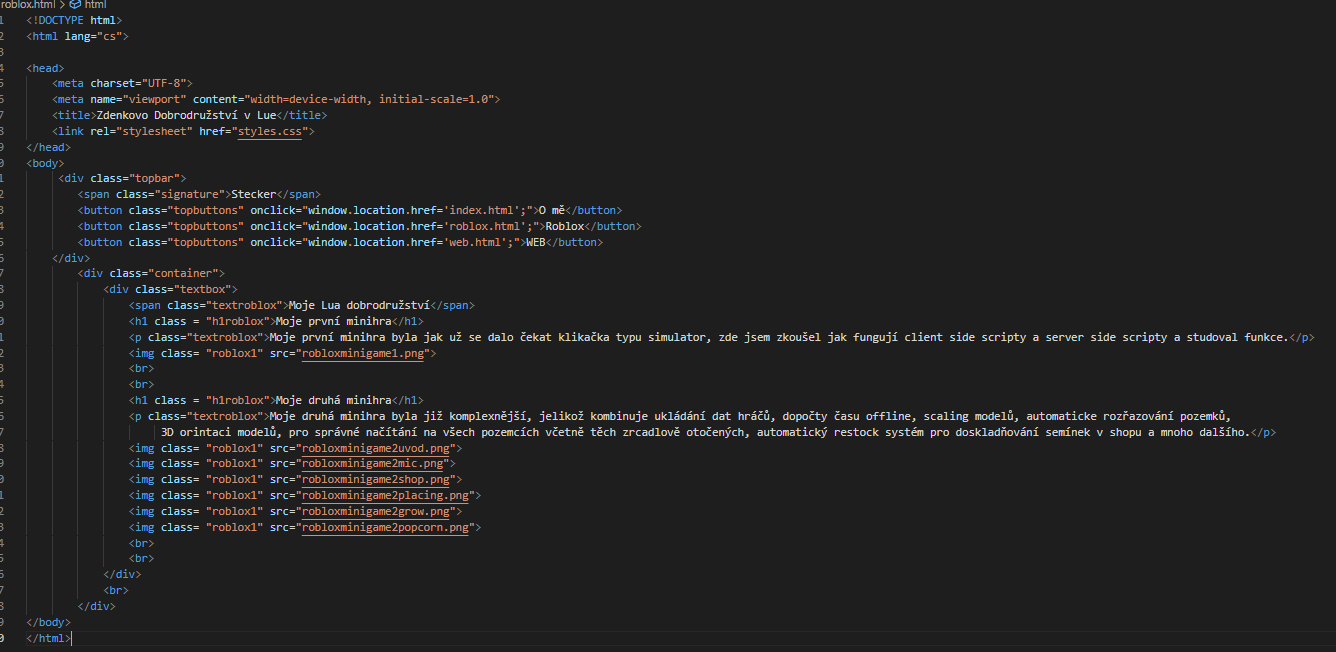 roblox.html > html
1 <!DOCTYPE html>
2 <html lang="cs">
3
4 <head>
5 <meta charset="UTF-8">
6 <meta name="viewport" content="width=device-width, initial-scale=1.0">
7 <title>Zdenkovo Dobrodružství v Lue</title>
8 <link rel="stylesheet" href="styles.css">
9 </head>
0 <body>
1 <div class="topbar">
2 <span class="signature">Stecker</span>
3 <button class="topbuttons" onclick="window.location.href='index.html';">O mě</button>
4 <button class="topbuttons" onclick="window.location.href='roblox.html';">Roblox</button>
5 <button class="topbuttons" onclick="window.location.href='web.html';">WEB</button>
6 </div>
7 <div class="container">
8 <div class="textbox">
9 <span class="textroblox">Moje Lua dobrodružství</span>
0 <h1 class = "h1roblox">Moje první minihra</h1>
1 <p class="textroblox">Moje první minihra byla jak už se dalo čekat klikačka typu simulator, zde jsem zkoušel jak fungují client side scripty a server side scripty a studoval funkce.</p>
2 <img class= "roblox1" src="robloxminigame1.png">
3 <br>
4 <br>
5 <h1 class = "h1roblox">Moje druhá minihra</h1>
6 <p class="textroblox">Moje druhá minihra byla již komplexnější, jelikož kombinuje ukládání dat hráčů, dopočty času offline, scaling modelů, automaticke rozřazování pozemků,
7 3D orintaci modelů, pro správné načítání na všech pozemcích včetně těch zrcadlově otočených, automatický restock systém pro doskladňování semínek v shopu a mnoho dalšího.</p>
8 <img class= "roblox1" src="robloxminigame2uvod.png">
9 <img class= "roblox1" src="robloxminigame2mic.png">
0 <img class= "roblox1" src="robloxminigame2shop.png">
1 <img class= "roblox1" src="robloxminigame2placing.png">
2 <img class= "roblox1" src="robloxminigame2grow.png">
3 <img class= "roblox1" src="robloxminigame2popcorn.png">
4 <br>
5 <br>
6 </div>
7 <br>
8 </div>
9 </body>
0 </html>